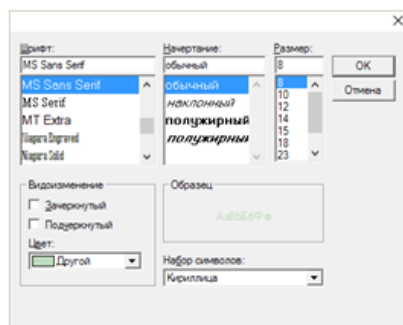 Шрифт: Начертание: Размер:
MS Sans Serif обычный 8 OK
MS Sans Serif обычный 8 Отмена
MS Serif наклонный 10
MT Extra полужирный 12
Niagara Engraved полужирный 14
Niagara Solid 15
18
23
Видоизменение Образец
Зачеркнутый
Подчеркнутый
АаВbБбФф
Цвет:
Другой
Набор символов:
Кириллица